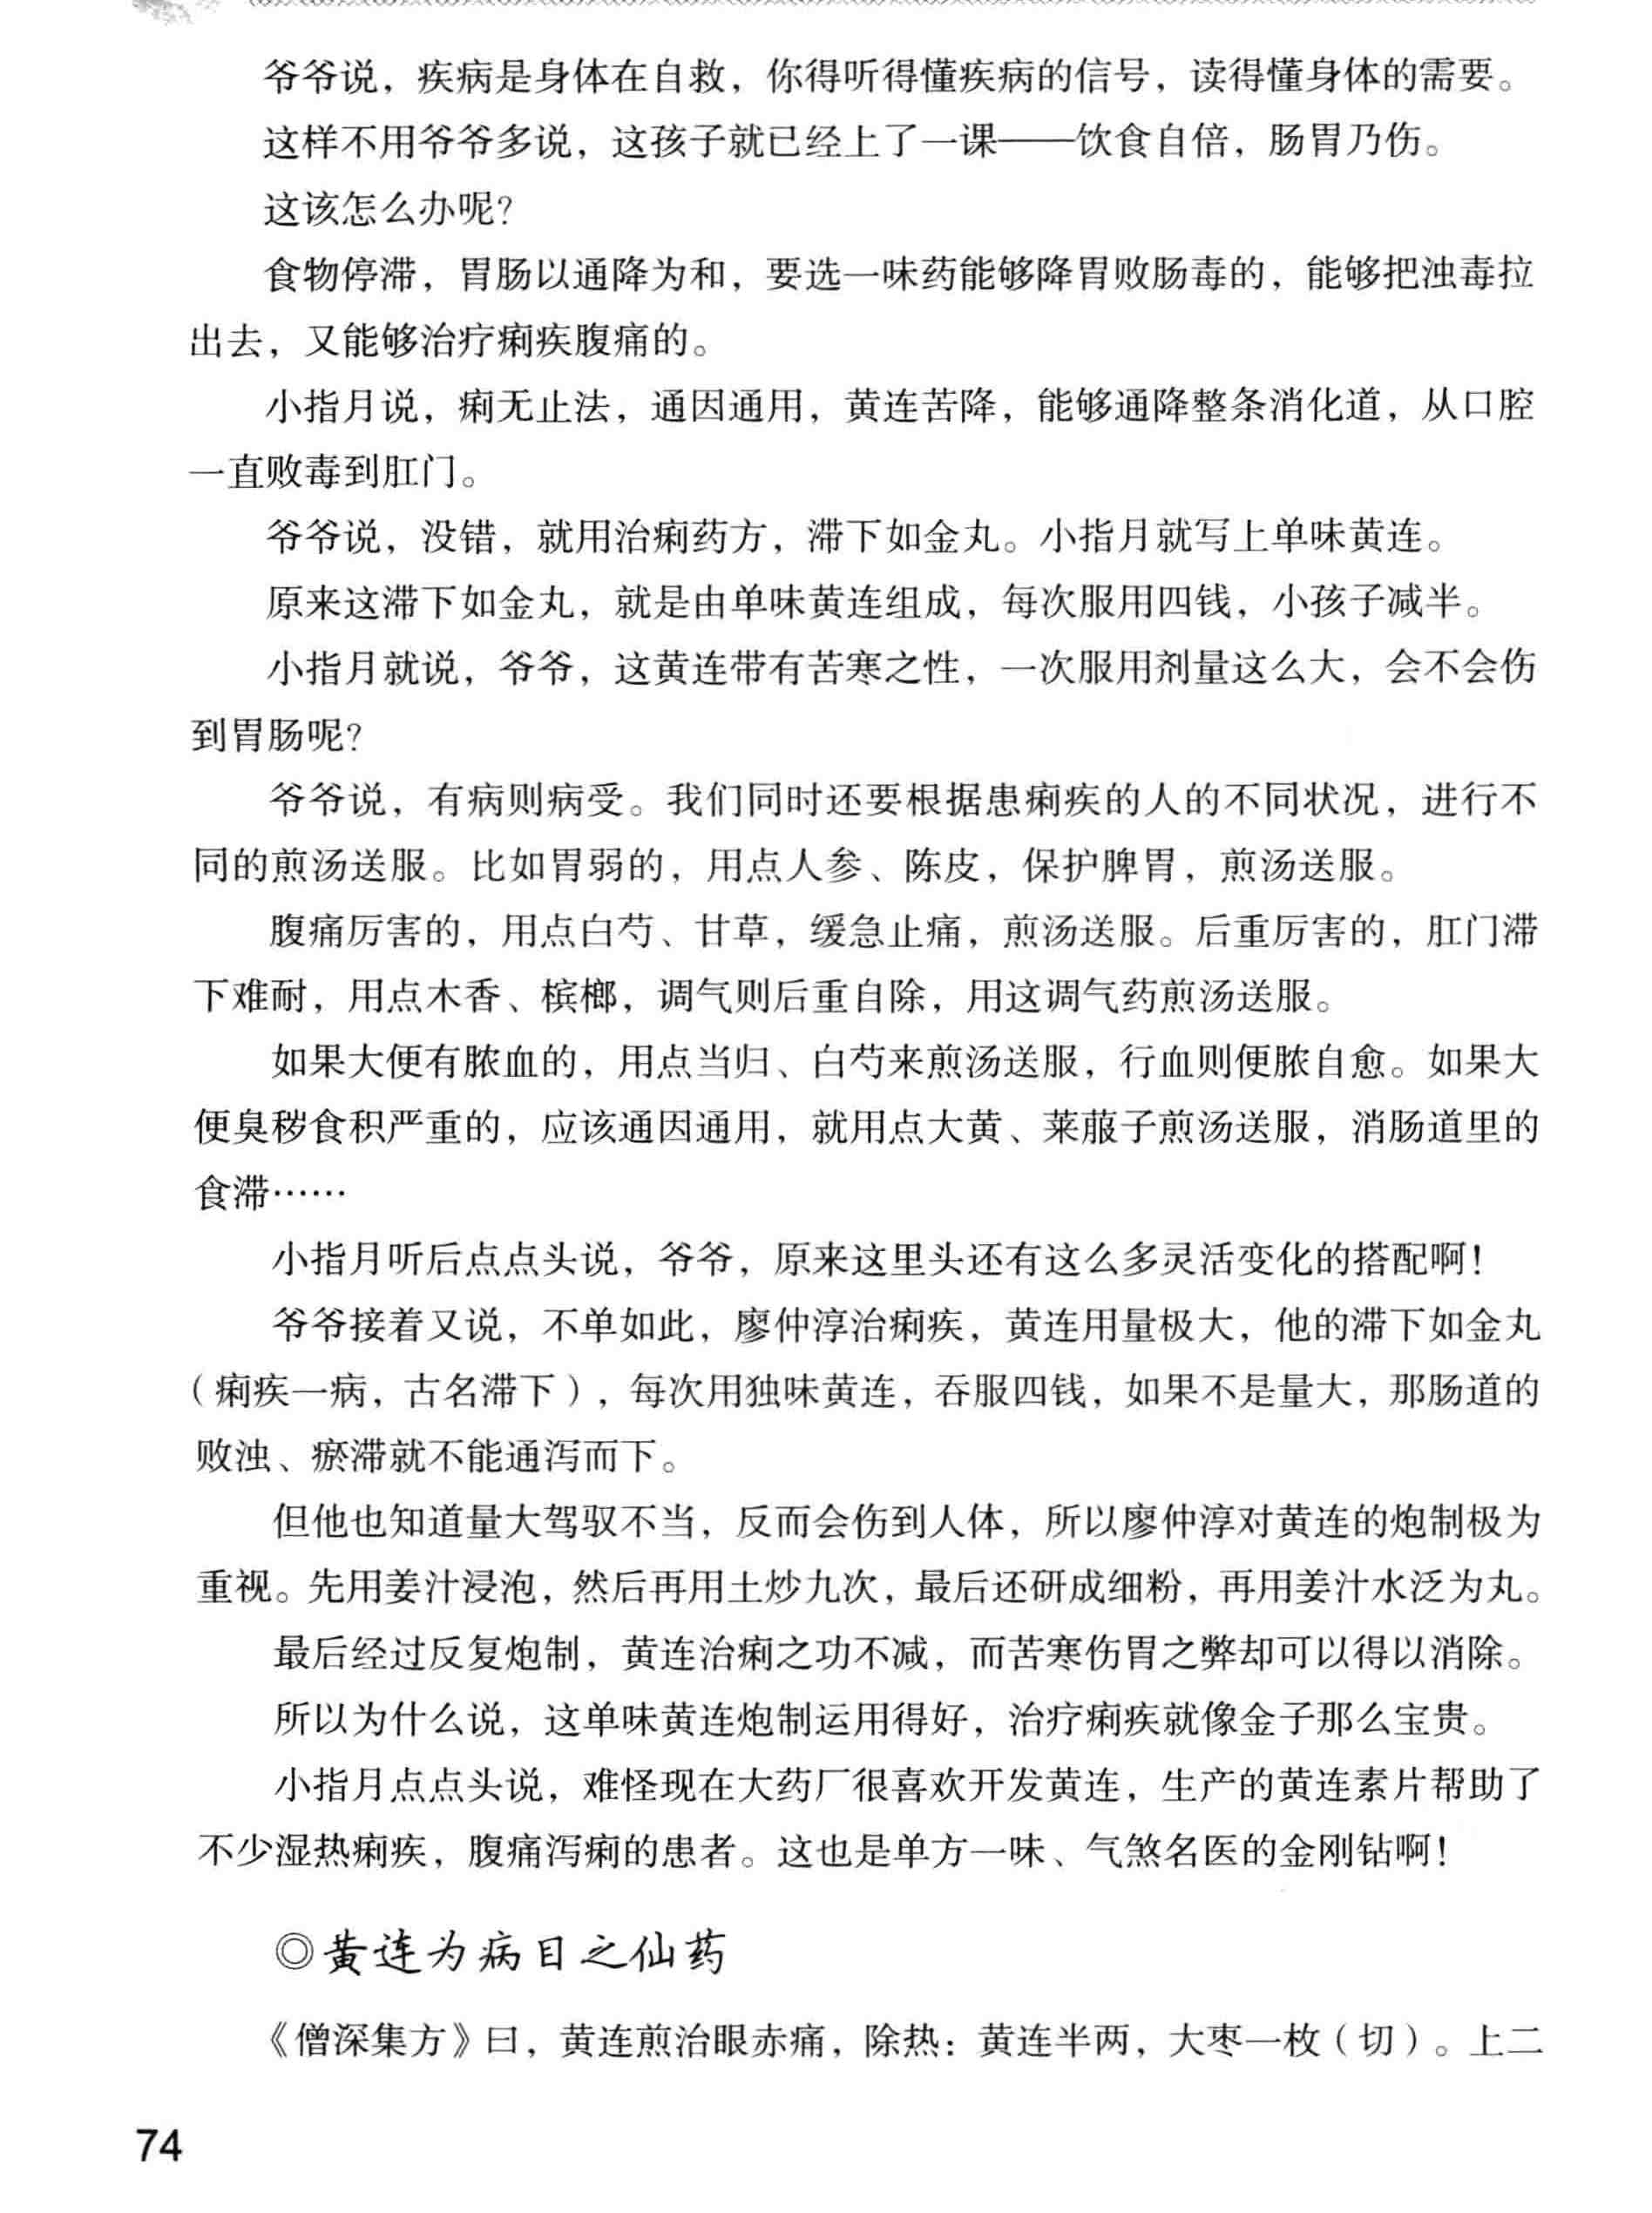 爷爷说，疾病是身体在自救，你得听得懂疾病的信号，读得懂身体的需要。
这样不用爷爷多说，这孩子就已经上了一课——饮食自倍，肠胃乃伤。
这该怎么办呢？
食物停滞，胃肠以通降为和，要选一味药能够降胃败肠毒的，能够把浊毒拉
出去，又能够治疗痢疾腹痛的。
小指月说，痢无止法，通因通用，黄连苦降，能够通降整条消化道，从口腔
一直败毒到肛门。
爷爷说，没错，就用治痢药方，滞下如金丸。小指月就写上单味黄连。
原来这滞下如金丸，就是由单味黄连组成，每次服用四钱，小孩子减半。
小指月就说，爷爷，这黄连带有苦寒之性，一次服用剂量这么大，会不会伤
到胃肠呢？
爷爷说，有病则病受。我们同时还要根据患痢疾的人的不同状况，进行不
同的煎汤送服。比如胃弱的，用点人参、陈皮，保护脾胃，煎汤送服。
腹痛厉害的，用点白芍、甘草，缓急止痛，煎汤送服。后重厉害的，肛门滞
下难耐，用点木香、槟榔，调气则后重自除，用这调气药煎汤送服。
如果大便有脓血的，用点当归、白芍来煎汤送服，行血则便脓自愈。如果大
便臭秽食积严重的，应该通因通用，就用点大黄、莱菔子煎汤送服，消肠道里的
食滞……
小指月听后点点头说，爷爷，原来这里头还有这么多灵活变化的搭配啊！
爷爷接着又说，不单如此，廖仲淳治痢疾，黄连用量极大，他的滞下如金丸
（痢疾一病，古名滞下），每次用独味黄连，吞服四钱，如果不是量大，那肠道的
败浊、瘀滞就不能通泻而下。
但他也知道量大驾驭不当，反而会伤到人体，所以廖仲淳对黄连的炮制极为
重视。先用姜汁浸泡，然后再用土炒九次，最后还研成细粉，再用姜汁水泛为丸。
最后经过反复炮制，黄连治痢之功不减，而苦寒伤胃之弊却可以得以消除。
所以为什么说，这单味黄连炮制运用得好，治疗痢疾就像金子那么宝贵。
小指月点点头说，难怪现在大药厂很喜欢开发黄连，生产的黄连素片帮助了
不少湿热痢疾，腹痛泻痢的患者。这也是单方一味、气煞名医的金刚钻啊！
◎黄连为病目之仙药
《僧深集方》曰，黄连煎治眼赤痛，除热：黄连半两，大枣一枚（切）。上二
74